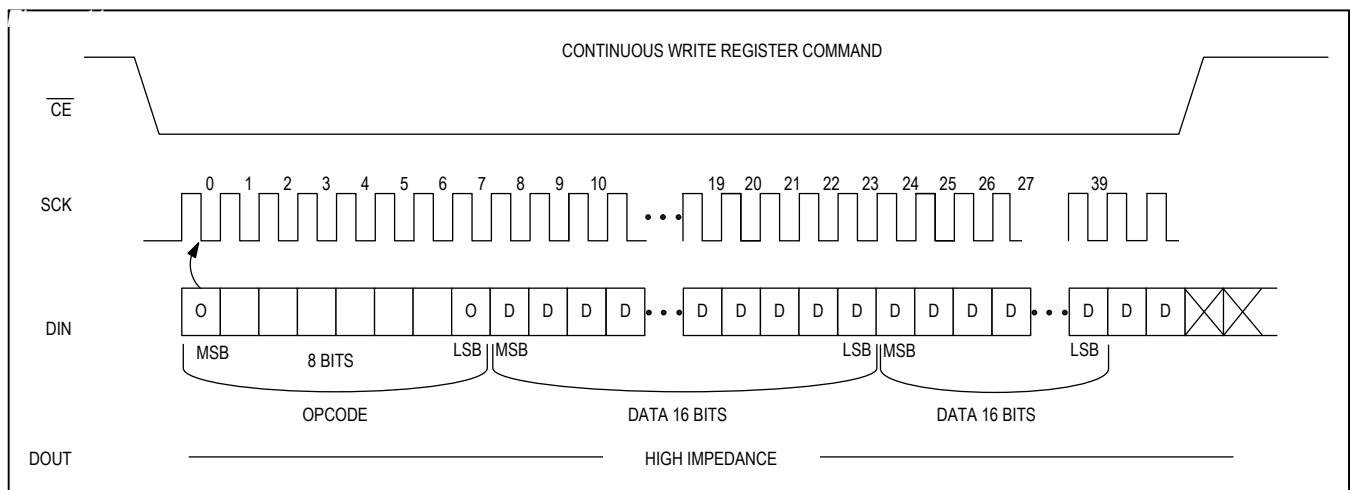 CONTINUOUS WRITE REGISTER COMMAND
CE
SCK
0 1 2 3 4 5 6 7 8 9 10 19 20 21 22 23 24 25 26 27 39
DIN
O O D D D D • • • D D D D D D D D D • • • D D D
MSB 8 BITS LSB MSB LSB MSB LSB
OPCODE DATA 16 BITS DATA 16 BITS
DOUT HIGH IMPEDANCE